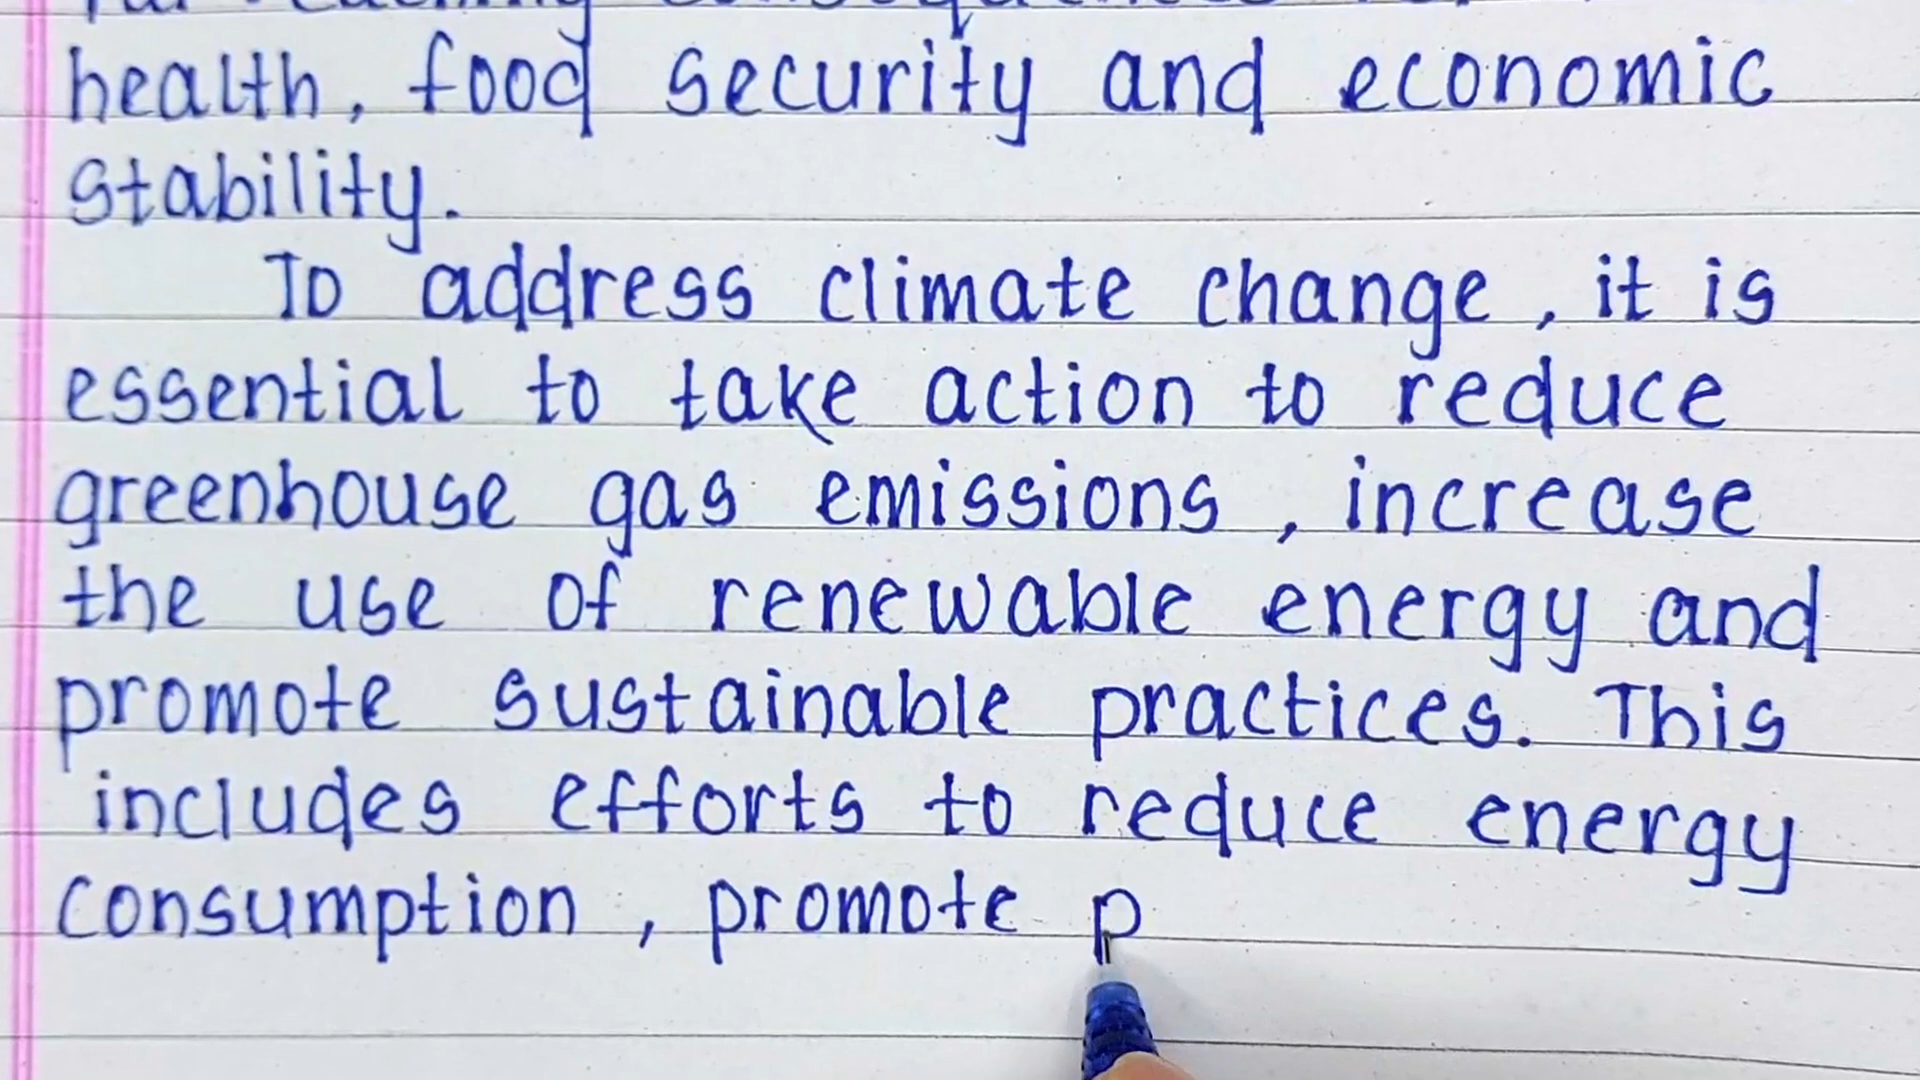 health, food security and economic
stability.
To address climate change, it is
essential to take action to reduce
greenhouse gas emissions, increase
the use of renewable energy and
promote sustainable practices. This
includes efforts to reduce energy
consumption, promote p